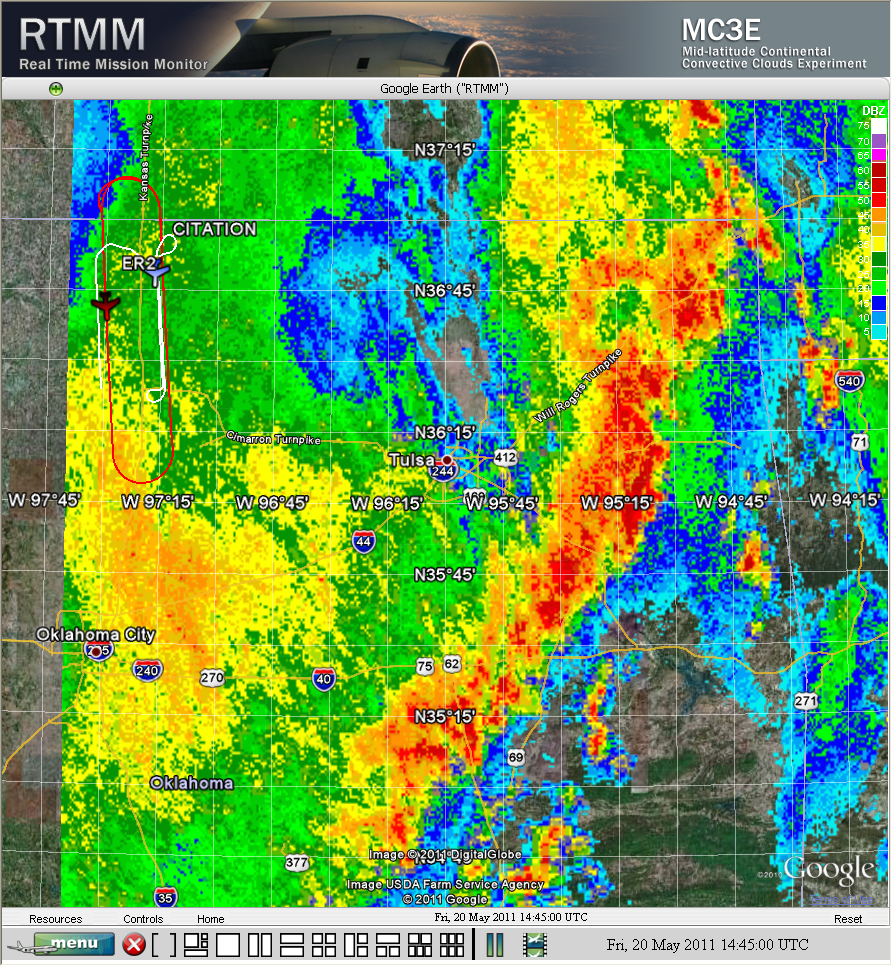 RTMM
Real Time Mission Monitor
MC3E
Mid-latitude Continental
Convective Clouds Experiment
Google Earth ("RTMM")
DBZ
75
70
65
60
55
50
45
40
35
30
25
20
15
10
5
Kansas Turnpike
N37°15'
CITATION
ER2
N36°45'
Will Rogers Turnpike
540
N36°15'
Cimarron Turnpike
Tulsa
244
412
71
W 97°45'
W 97°15'
W 96°45'
W 96°15'
W 95°45'
W 95°15'
W 94°45'
W 94°15'
44
N35°45'
Oklahoma City
240
270
40
75
62
271
N35°15'
69
Oklahoma
377
Image © 2011 DigitalGlobe
Image USDA Farm Service Agency
© 2011 Google
©2010 Google
35
Resources
Controls
Home
Fri, 20 May 2011 14:45:00 UTC
Reset
menu
Fri, 20 May 2011 14:45:00 UTC